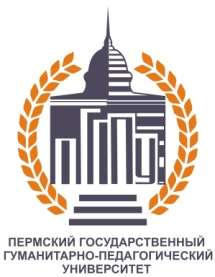 ПГГПУ
ПЕРМСКИЙ ГОСУДАРСТВЕННЫЙ
ГУМАНИТАРНО-ПЕДАГОГИЧЕСКИЙ
УНИВЕРСИТЕТ